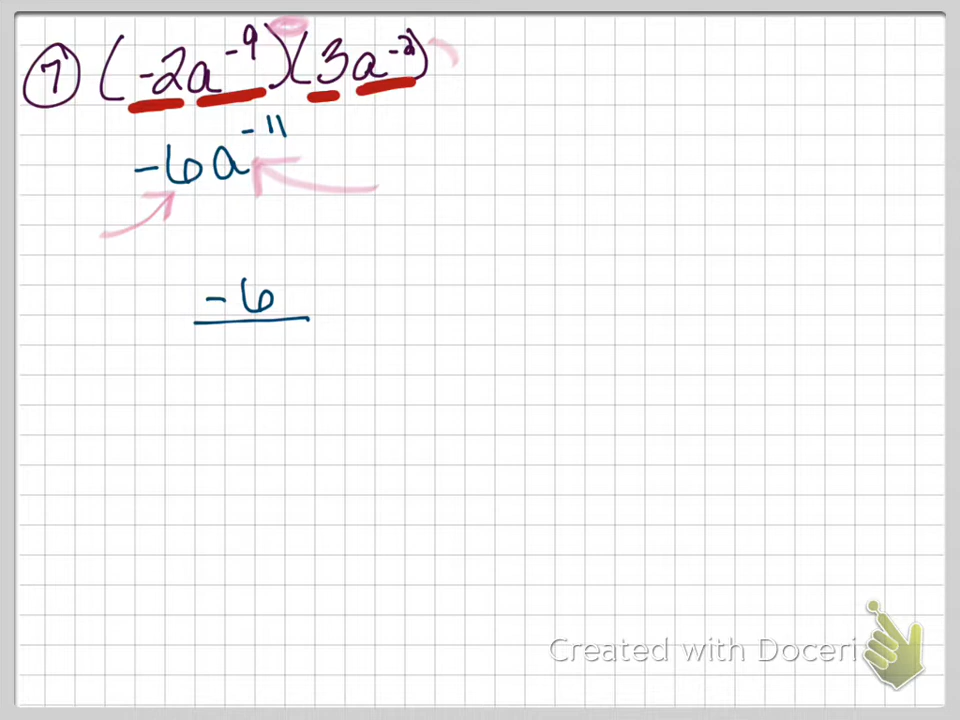 ⑦ (-2a⁻⁹)(3a⁻²)
-6a⁻¹¹
-6
Created with Doceri